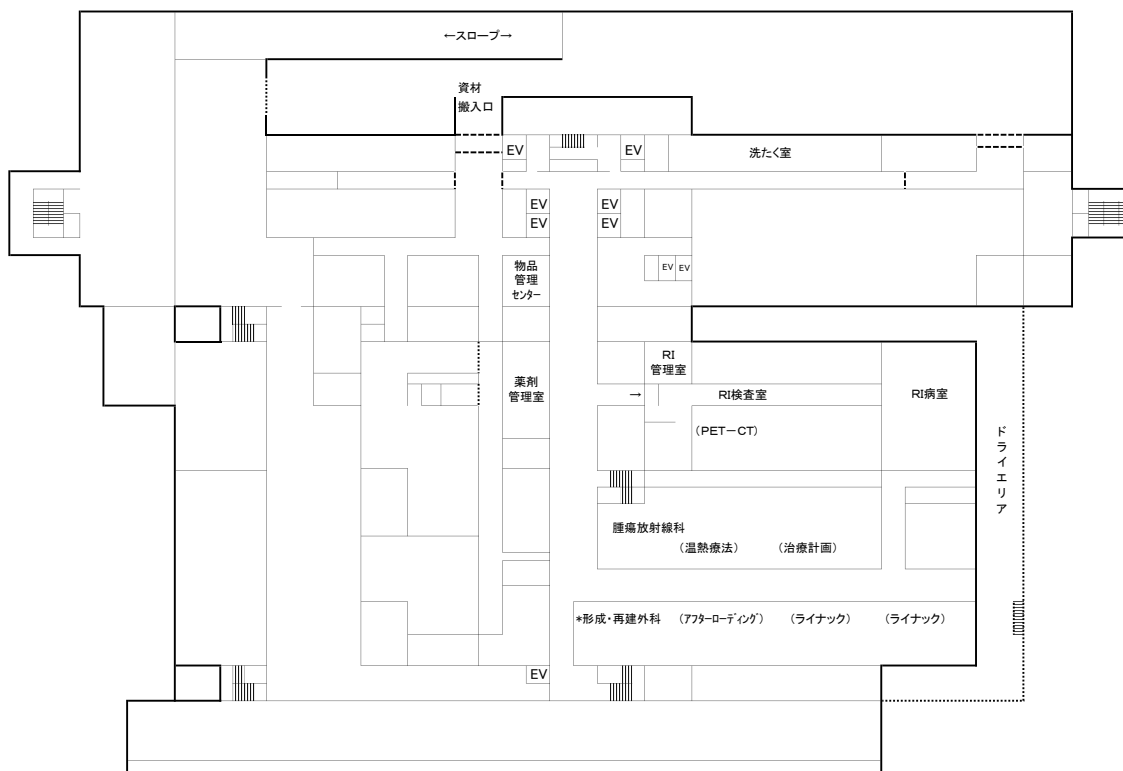 ←スロープ→
資材
搬入口
EV
EV
洗たく室
EV
EV
EV
EV
物品
管理
センター
EV
EV
RI
管理室
薬剤
管理室
→
RI検査室
RI病室
(PET-CT)
ドライエリア
腫瘍放射線科
(温熱療法)
(治療計画)
*形成・再建外科
(アフターローディング)
(ライナック)
(ライナック)
EV